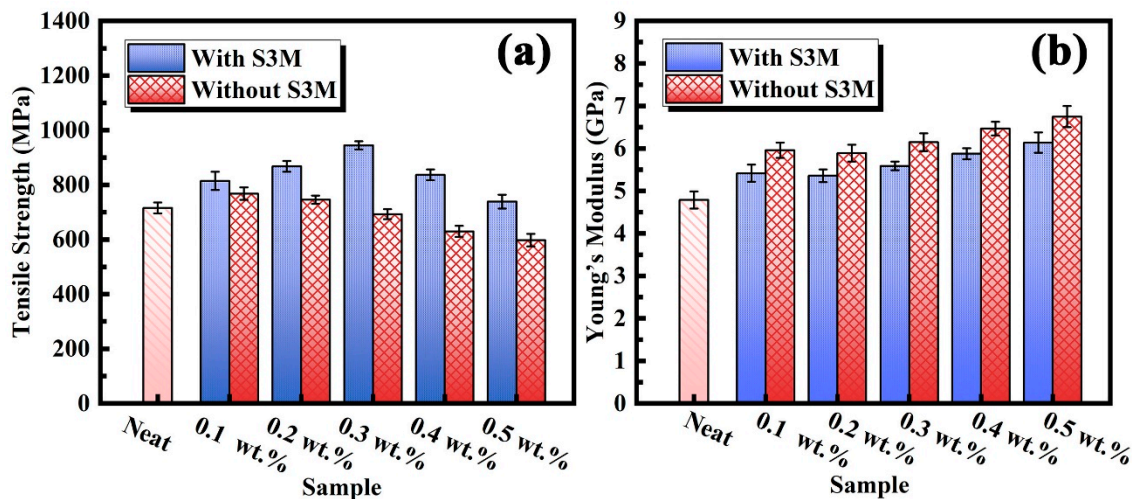 (a)
With S3M
Without S3M
Tensile Strength (MPa)
1400
1200
1000
800
600
400
200
0
Neat
0.1 wt.%
0.2 wt.%
0.3 wt.%
0.4 wt.%
0.5 wt.%
Sample
(b)
With S3M
Without S3M
Young’s Modulus (GPa)
9
8
7
6
5
4
3
2
1
0
Neat
0.1 wt.%
0.2 wt.%
0.3 wt.%
0.4 wt.%
0.5 wt.%
Sample